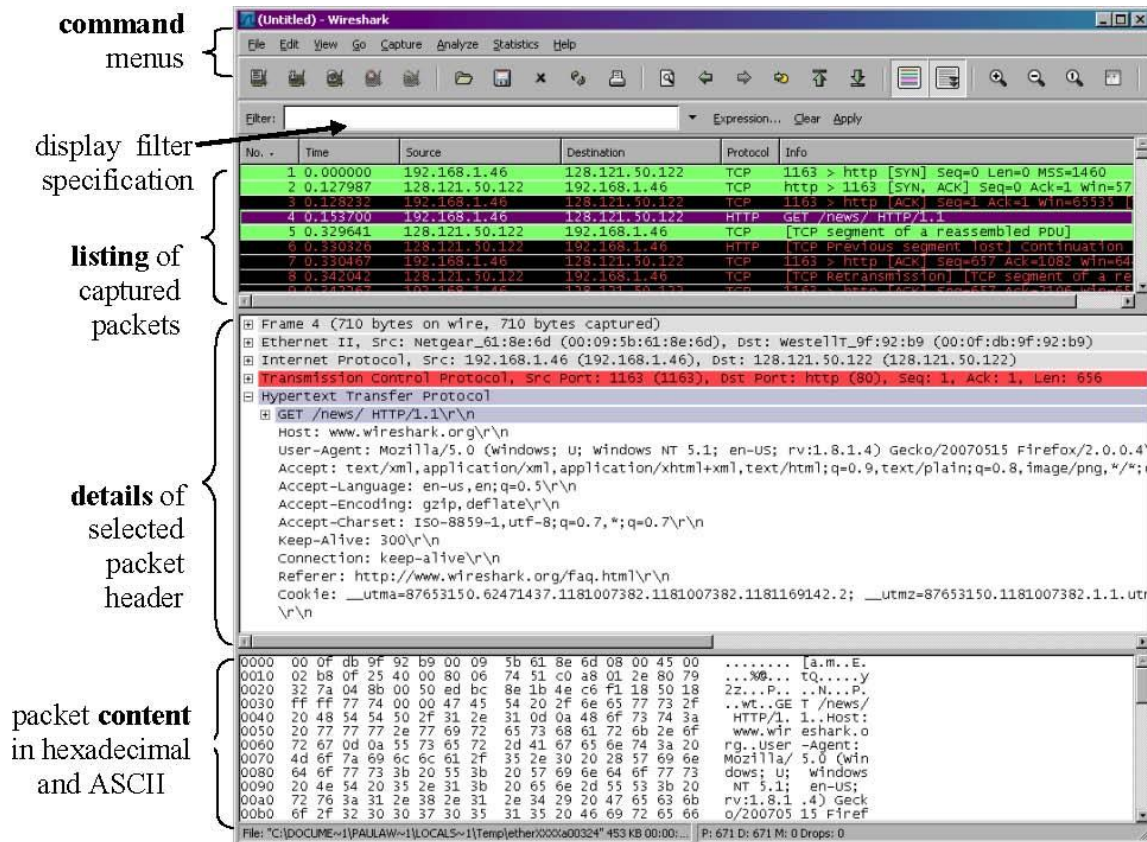 command
menus
display filter
specification
listing of
captured
packets
details of
selected
packet
header
packet content
in hexadecimal
and ASCII
(Untitled) - Wireshark
File Edit View Go Capture Analyze Statistics Help
Filter: Expression... Clear Apply
No. - Time Source Destination Protocol Info
1 0.000000 192.168.1.46 128.121.50.122 TCP 1163 > http [SYN] Seq=0 Len=0 MSS=1460
2 0.127987 128.121.50.122 192.168.1.46 TCP http > 1163 [SYN, ACK] Seq=0 Ack=1 Win=57
3 0.128232 192.168.1.46 128.121.50.122 TCP 1163 > http [ACK] Seq=1 Ack=1 Win=65535 [
4 0.153700 192.168.1.46 128.121.50.122 HTTP GET /news/ HTTP/1.1
5 0.329641 128.121.50.122 192.168.1.46 TCP [TCP segment of a reassembled PDU]
6 0.330326 128.121.50.122 192.168.1.46 HTTP [TCP Previous segment lost] Continuation
7 0.330467 192.168.1.46 128.121.50.122 TCP 1163 > http [ACK] Seq=657 Ack=1082 Win=64
8 0.342042 128.121.50.122 192.168.1.46 TCP [TCP Retransmission] [TCP segment of a re
Frame 4 (710 bytes on wire, 710 bytes captured)
Ethernet II, Src: Netgear_61:8e:6d (00:09:5b:61:8e:6d), Dst: WestellT_9f:92:b9 (00:0f:db:9f:92:b9)
Internet Protocol, Src: 192.168.1.46 (192.168.1.46), Dst: 128.121.50.122 (128.121.50.122)
Transmission Control Protocol, Src Port: 1163 (1163), Dst Port: http (80), Seq: 1, Ack: 1, Len: 656
Hypertext Transfer Protocol
GET /news/ HTTP/1.1\r\n
Host: www.wireshark.org\r\n
User-Agent: Mozilla/5.0 (Windows; U; Windows NT 5.1; en-US; rv:1.8.1.4) Gecko/20070515 Firefox/2.0.0.4\
Accept: text/xml,application/xml,application/xhtml+xml,text/html;q=0.9,text/plain;q=0.8,image/png,*/*;
Accept-Language: en-us,en;q=0.5\r\n
Accept-Encoding: gzip,deflate\r\n
Accept-Charset: ISO-8859-1,utf-8;q=0.7,*;q=0.7\r\n
Keep-Alive: 300\r\n
Connection: keep-alive\r\n
Referer: http://www.wireshark.org/faq.html\r\n
Cookie: __utma=87653150.62471437.1181007382.1181007382.1181169142.2; __utmz=87653150.1181007382.1.1.utm
\r\n
0000 00 0f db 9f 92 b9 00 09 5b 61 8e 6d 08 00 45 00 ........ [a.m..E.
0010 02 b8 0f 25 40 00 80 06 74 51 c0 a8 01 2e 80 79 ...%@... tQ.....y
0020 32 7a 04 8b 00 50 ed bc 8e 1b 4e c6 f1 18 50 18 2z...P.. ..N...P.
0030 ff ff 77 74 00 00 47 45 54 20 2f 6e 65 77 73 2f ..wt..GE T /news/
0040 20 48 54 54 50 2f 31 2e 31 0d 0a 48 6f 73 74 3a HTTP/1. 1..Host:
0050 20 77 77 77 2e 77 69 72 65 73 68 61 72 6b 2e 6f www.wir eshark.o
0060 72 67 0d 0a 55 73 65 72 2d 41 67 65 6e 74 3a 20 rg..User -Agent:
0070 4d 6f 7a 69 6c 6c 61 2f 35 2e 30 20 28 57 69 6e Mozilla/ 5.0 (Win
0080 64 6f 77 73 3b 20 55 3b 20 57 69 6e 64 6f 77 73 dows; U; Windows
0090 20 4e 54 20 35 2e 31 3b 20 65 6e 2d 55 53 3b 20 NT 5.1; en-US;
00a0 72 76 3a 31 2e 38 2e 31 2e 34 29 20 47 65 63 6b rv:1.8.1 .4) Geck
00b0 6f 2f 32 30 30 37 30 35 31 35 20 46 69 72 65 66 o/200705 15 Firef
File: "C:\DOCUME~1\PAULAW~1\LOCALS~1\Temp\etherXXXXa00324" 453 KB 00:00:... P: 671 D: 671 M: 0 Drops: 0